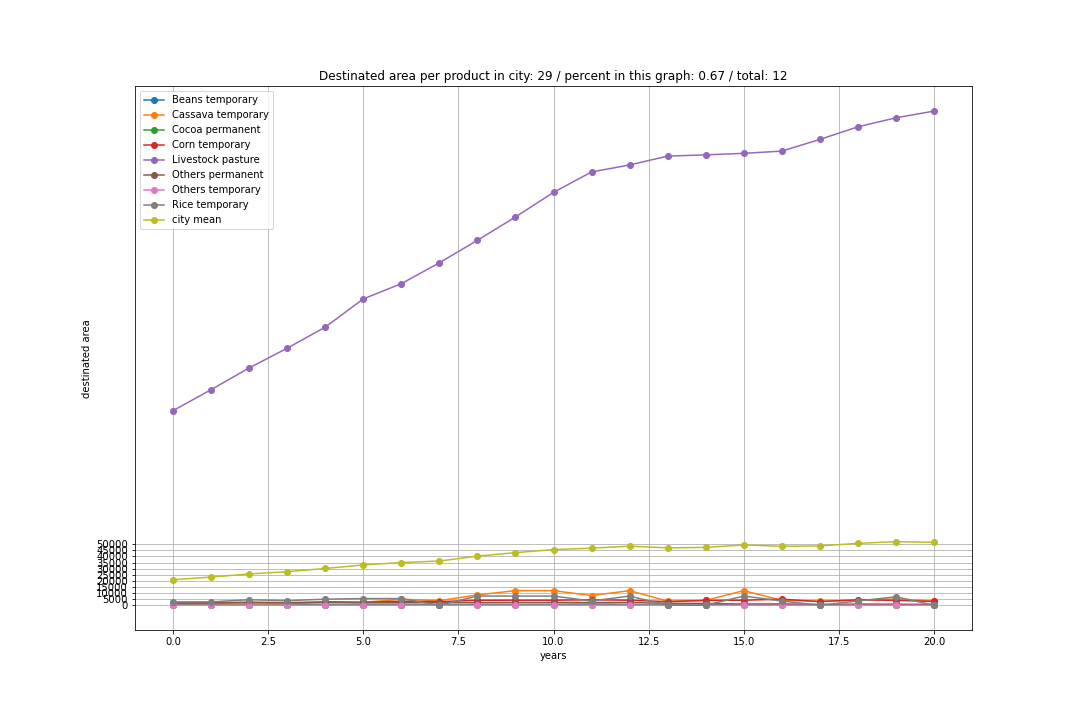 Destinated area per product in city: 29 / percent in this graph: 0.67 / total: 12
Beans temporary
Cassava temporary
Cocoa permanent
Corn temporary
Livestock pasture
Others permanent
Others temporary
Rice temporary
city mean
destinated area
50000
45000
40000
35000
30000
25000
20000
15000
10000
5000
0
0.0 2.5 5.0 7.5 10.0 12.5 15.0 17.5 20.0
years